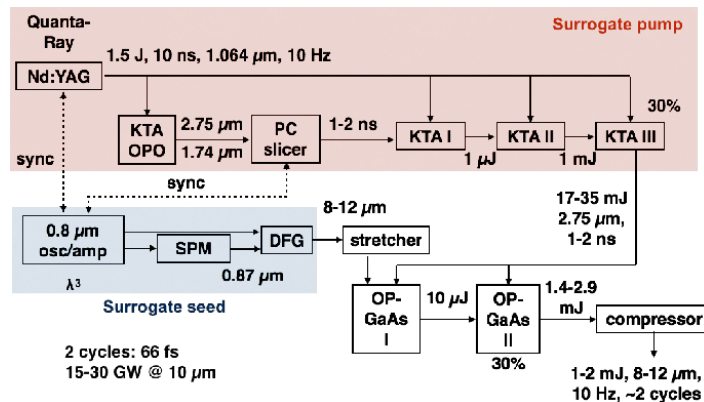 Quanta-
Ray
Surrogate pump
1.5 J, 10 ns, 1.064 µm, 10 Hz
Nd:YAG
30%
KTA
OPO
2.75 µm
1.74 µm
PC
slicer
1-2 ns
KTA I
1 µJ
KTA II
1 mJ
KTA III
sync
sync
17-35 mJ
2.75 µm,
1-2 ns
8-12 µm
0.8 µm
osc/amp
SPM
DFG
stretcher
0.87 µm
λ³
Surrogate seed
OP-
GaAs
I
10 µJ
OP-
GaAs
II
30%
1.4-2.9
mJ
compressor
2 cycles: 66 fs
15-30 GW @ 10 µm
1-2 mJ, 8-12 µm,
10 Hz, ~2 cycles